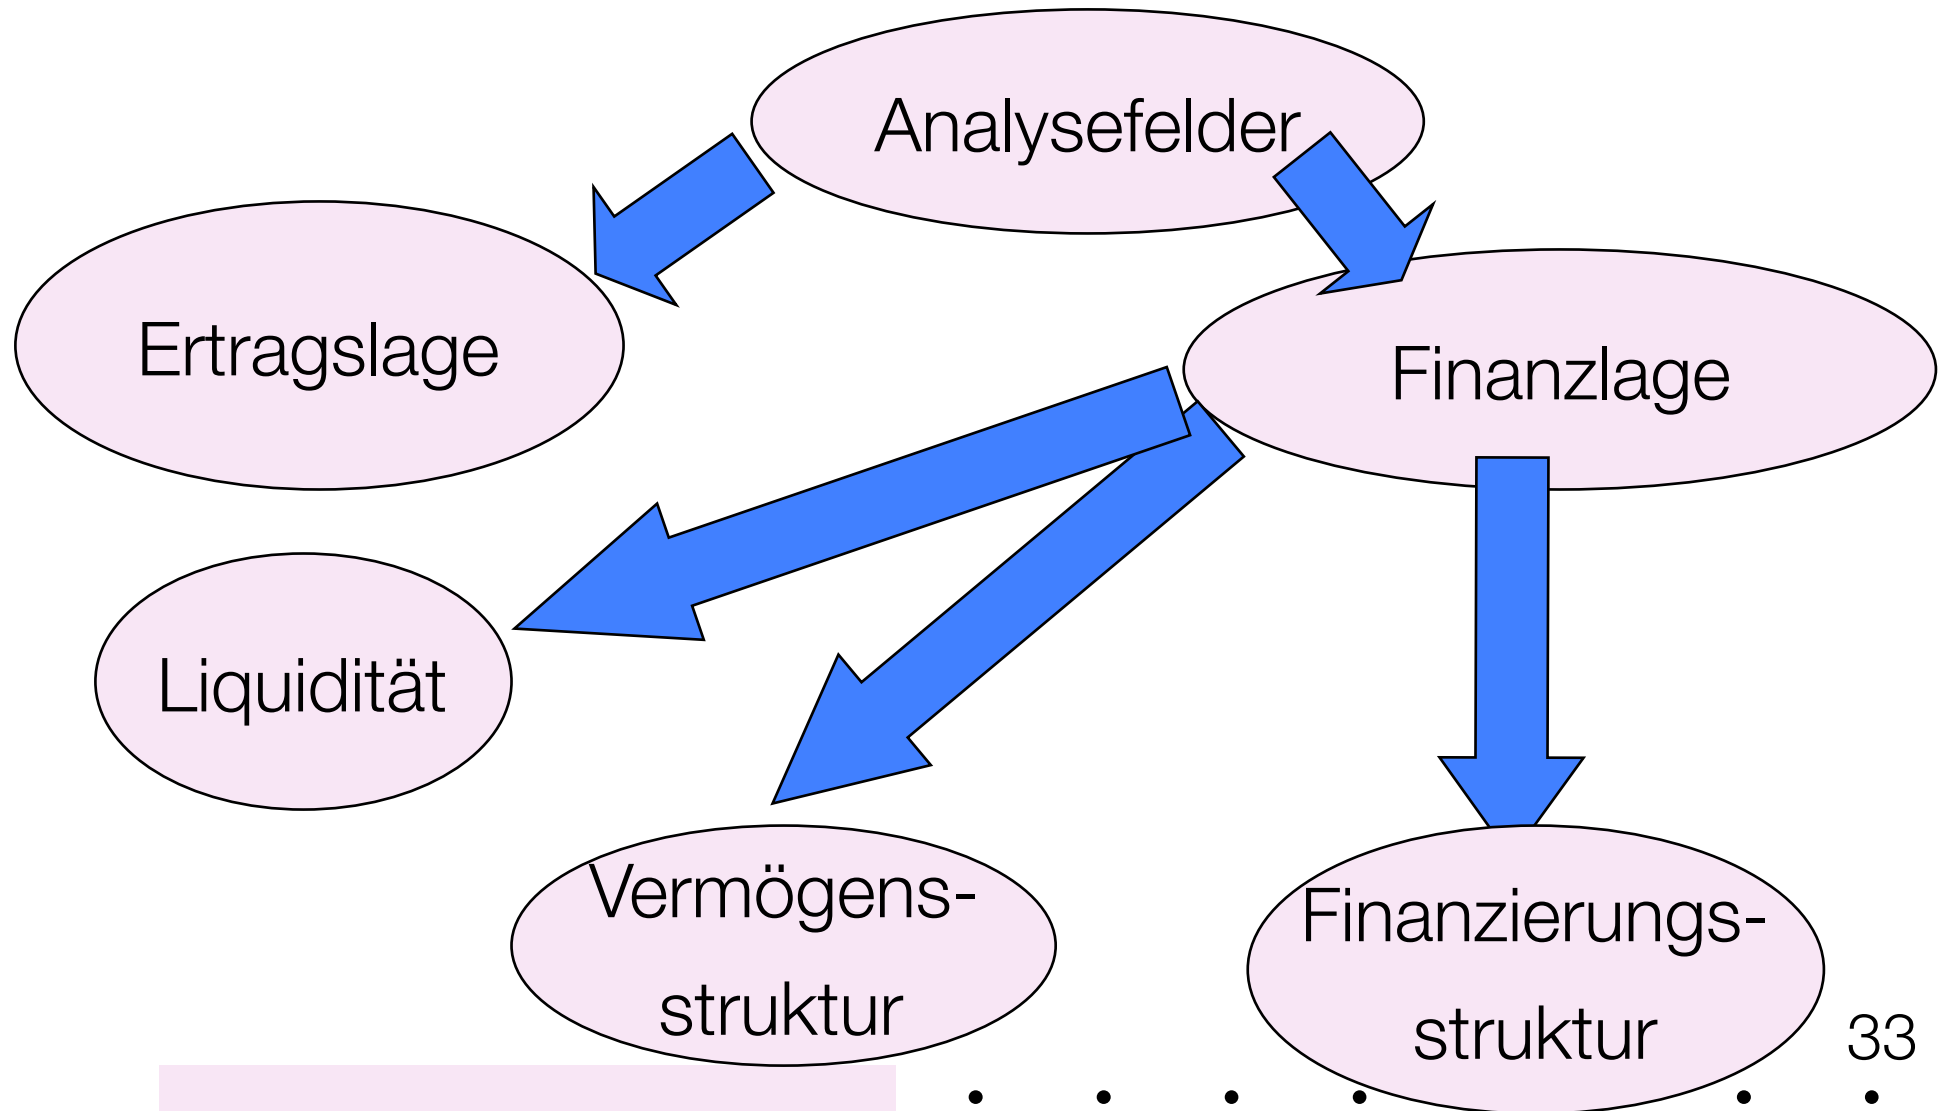 Analysefelder
Ertragslage
Finanzlage
Liquidität
Vermögens-
struktur
Finanzierungs-
struktur
33